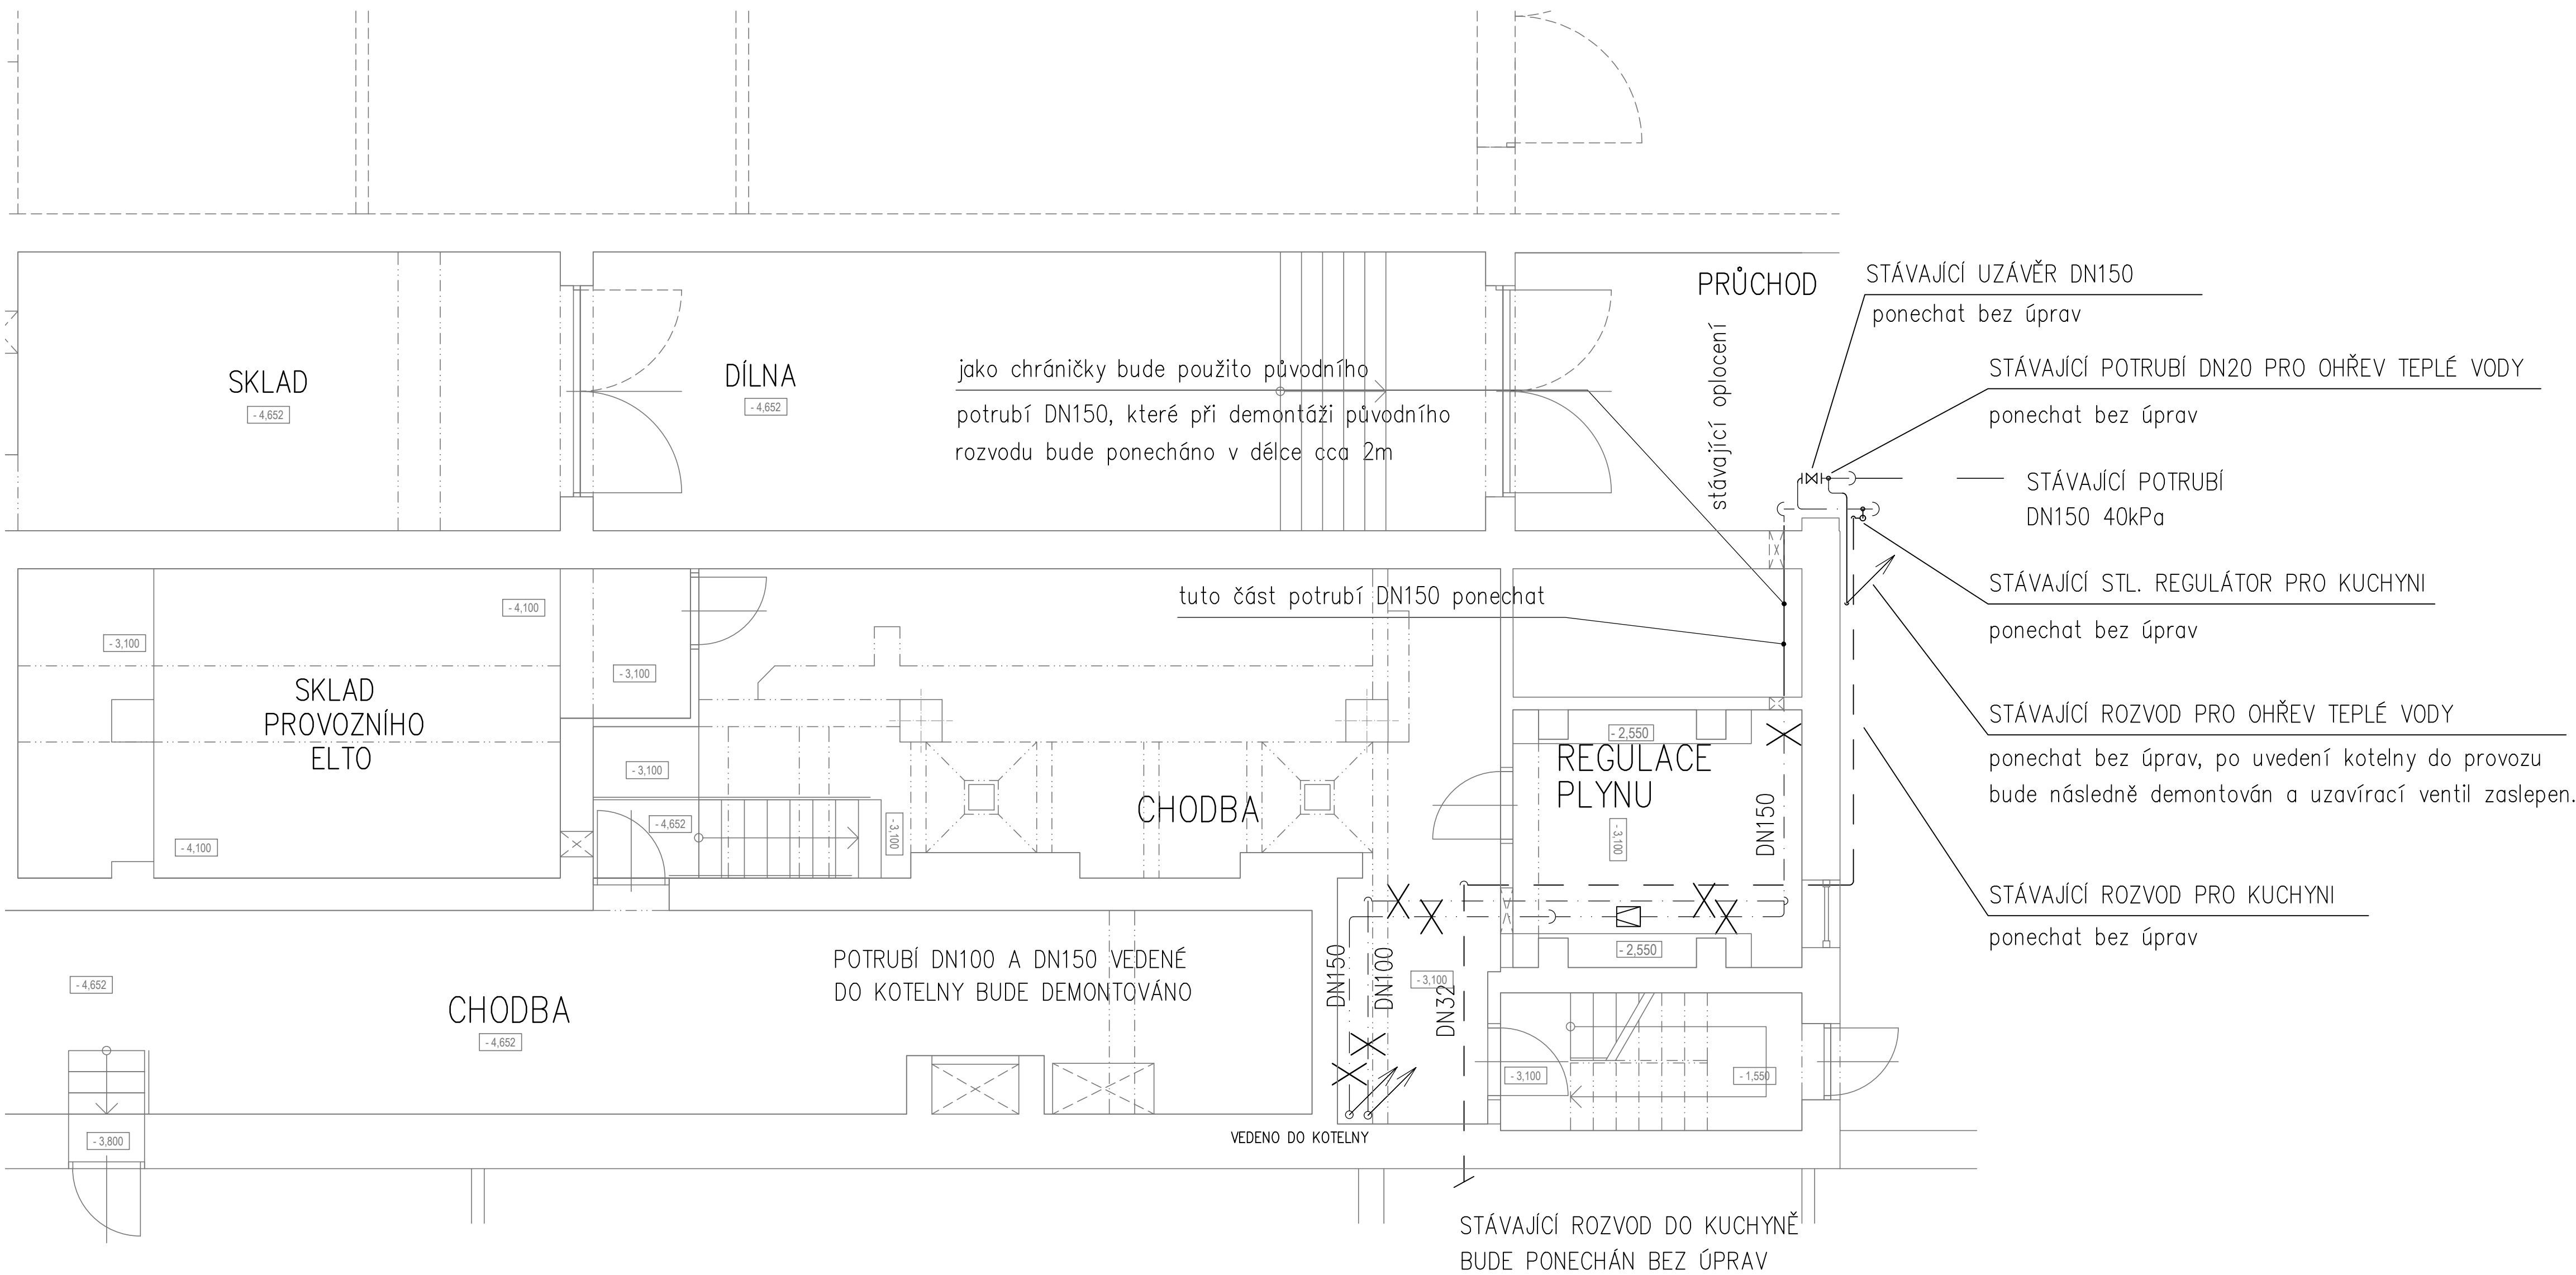 PRŮCHOD
STÁVAJÍCÍ UZÁVĚR DN150
ponechat bez úprav
stávající oplocení
STÁVAJÍCÍ POTRUBÍ DN20 PRO OHŘEV TEPLÉ VODY
ponechat bez úprav
SKLAD
- 4,652
DÍLNA
- 4,652
jako chráničky bude použito původního
potrubí DN150, které při demontáži původního
rozvodu bude ponecháno v délce cca 2m
STÁVAJÍCÍ POTRUBÍ
DN150 40kPa
STÁVAJÍCÍ STL. REGULÁTOR PRO KUCHYNI
ponechat bez úprav
tuto část potrubí DN150 ponechat
- 4,100
- 3,100
- 3,100
SKLAD
PROVOZNÍHO
ELTO
- 3,100
- 4,652
- 3,100
- 4,100
CHODBA
- 2,550
REGULACE
PLYNU
- 3,100
DN150
STÁVAJÍCÍ ROZVOD PRO OHŘEV TEPLÉ VODY
ponechat bez úprav, po uvedení kotelny do provozu
bude následně demontován a uzavírací ventil zaslepen.
STÁVAJÍCÍ ROZVOD PRO KUCHYNI
ponechat bez úprav
- 2,550
POTRUBÍ DN100 A DN150 VEDENÉ
DO KOTELNY BUDE DEMONTOVÁNO
DN150
DN100
- 3,100
DN32
- 4,652
CHODBA
- 4,652
- 3,100
- 1,550
- 3,800
VEDENO DO KOTELNY
STÁVAJÍCÍ ROZVOD DO KUCHYNĚ
BUDE PONECHÁN BEZ ÚPRAV